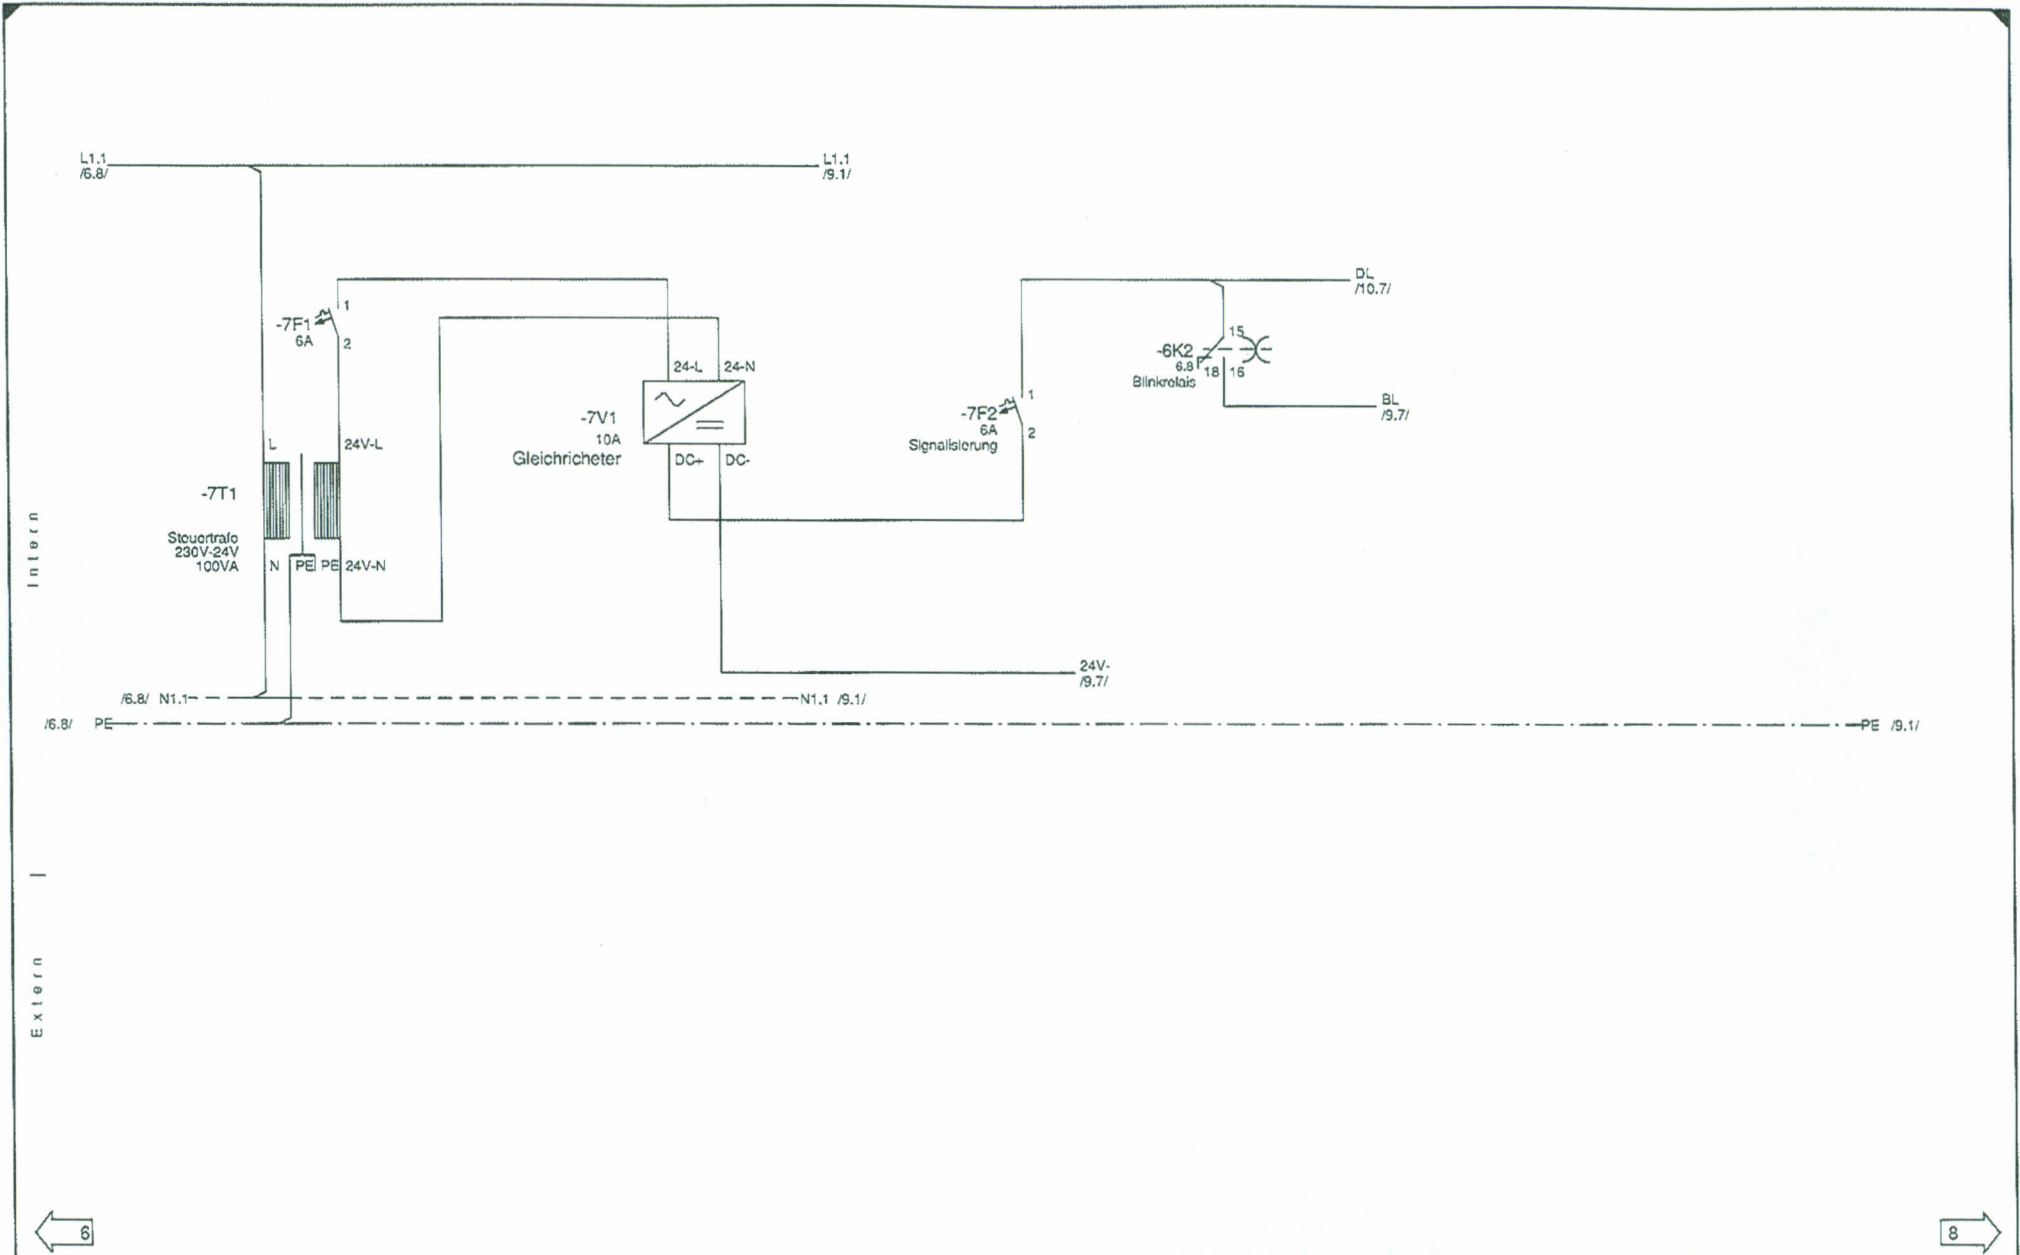 L1.1
/6.8/
L1.1
/9.1/
DL
/10.7/
-7F1
6A
1
2
15
-6K2
6.8
18
16
Blinkrelais
BL
/9.7/
24-L
24-N
-7V1
10A
Gleichricheter
DC+
DC-
-7F2
6A
Signalisierung
1
2
L
24V-L
-7T1
Steuertrafo
230V-24V
100VA
N
PE
PE
24V-N
Intern
24V-
/9.7/
/6.8/ N1.1
N1.1 /9.1/
/6.8/ PE
PE /9.1/
Extern
6
8